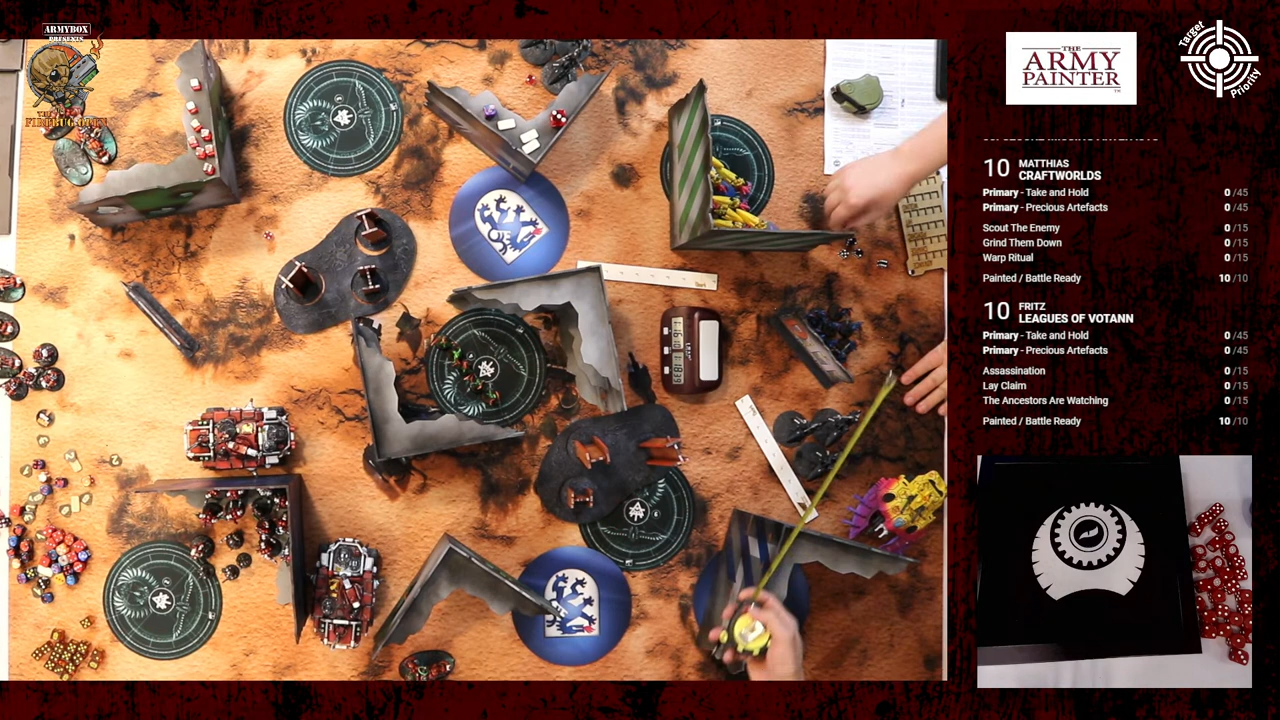 ARMYBOX
PRESENTS
THE
FIREBUG OPEN
THE
ARMY
PAINTER
Target
Priority
10 MATTHIAS
CRAFTWORLDS
Primary - Take and Hold 0 /45
Primary - Precious Artefacts 0 /45
Scout The Enemy 0 /15
Grind Them Down 0 /15
Warp Ritual 0 /15
Painted / Battle Ready 10 /10
10 FRITZ
LEAGUES OF VOTANN
Primary - Take and Hold 0 /45
Primary - Precious Artefacts 0 /45
Assassination 0 /15
Lay Claim 0 /15
The Ancestors Are Watching 0 /15
Painted / Battle Ready 10 /10